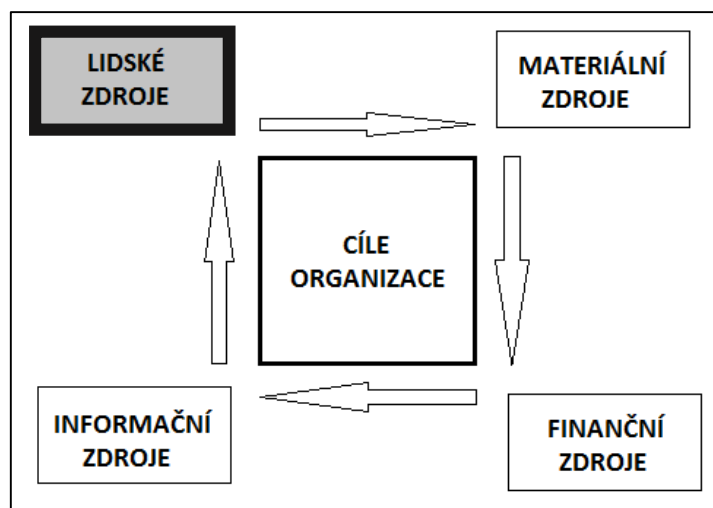 LIDSKÉ
ZDROJE
MATERIÁLNÍ
ZDROJE
CÍLE
ORGANIZACE
INFORMAČNÍ
ZDROJE
FINANČNÍ
ZDROJE